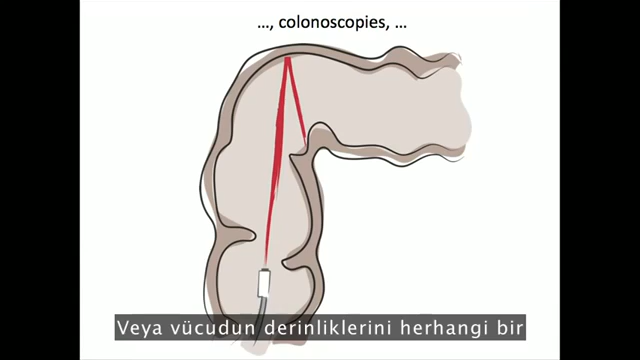 ..., colonoscopies, ...
Veya vücudun derinliklerini herhangi bir